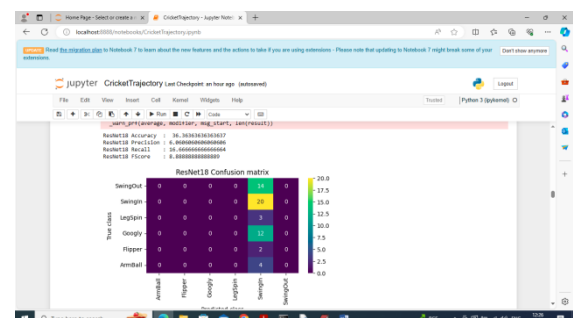 Home Page - Select or create a n
CricketTrajectory - Jupyter Noteb
localhost:8888/notebooks/CricketTrajectory.ipynb
Read the migration plan to Notebook 7 to learn about the new features and the actions to take if you are using extensions - Please note that updating to Notebook 7 might break some of your extensions.
Don't show anymore
jupyter CricketTrajectory Last Checkpoint: an hour ago (autosaved)
Logout
File Edit View Insert Cell Kernel Widgets Help
Trusted
Python 3 (ipykernel)
Run
Code
_warn_prf(average, modifier, msg_start, len(result))
ResNet18 Accuracy : 36.36363636363637
ResNet18 Precision : 6.060606060606060
ResNet18 Recall : 16.666666666666664
ResNet18 FScore : 8.88888888888889
ResNet18 Confusion matrix
SwingOut 0 0 0 0 14 0
SwingIn 0 0 0 0 20 0
LegSpin 0 0 0 0 3 0
Googly 0 0 0 0 12 0
Flipper 0 0 0 0 2 0
ArmBall 0 0 0 0 4 0
True class
ArmBall Flipper Googly LegSpin SwingIn SwingOut
Predicted class
20.0
17.5
15.0
12.5
10.0
7.5
5.0
2.5
0.0
12:26